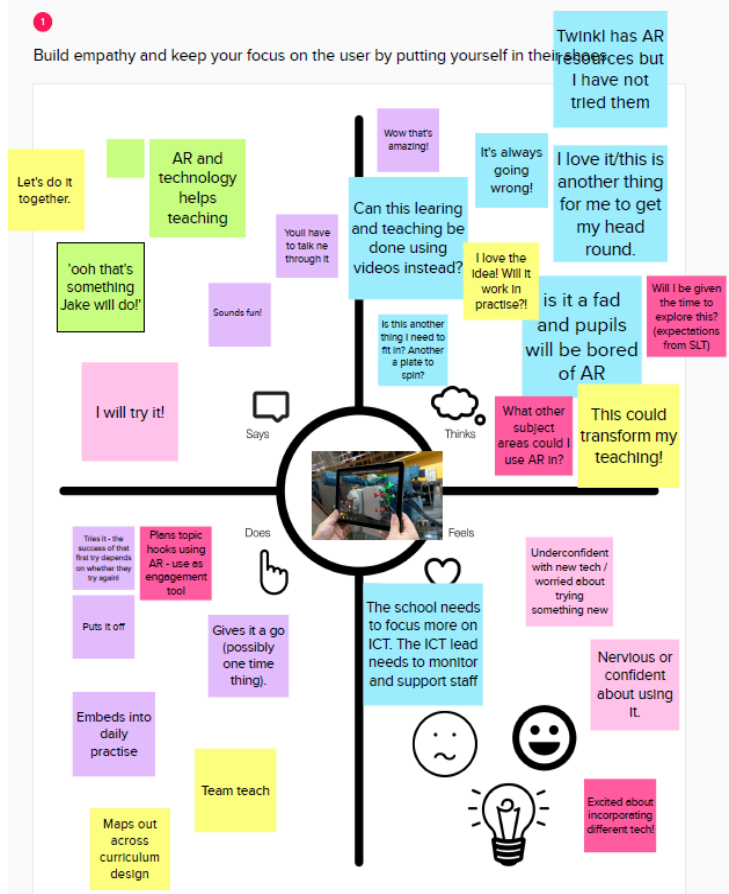 1
Build empathy and keep your focus on the user by putting yourself in their shoes.
Twinkl has AR
resources but
I have not
tried them
Let's do it
together.
AR and
technology
helps
teaching
'ooh that's
something
Jake will do!'
Youll have
to talk ne
through it
Sounds fun!
I will try it!
Says
Wow that's
amazing!
It's always
going
wrong!
I love it/this is
another thing
for me to get
my head
round.
Can this learing
and teaching be
done using
videos instead?
I love the
idea! Will it
work in
practise?!
is it a fad
and pupils
will be bored
of AR
Will I be given
the time to
explore this?
(expectations
from SLT)
Is this another
thing I need to
fit in? Another
a plate to
spin?
What other
subject
areas could I
use AR in?
This could
transform my
teaching!
Thinks
Does
Tries it - the
success of that
first try depends
on whether they
try again!
Plans topic
hooks using
AR - use as
engagement
tool
Puts it off
Gives it a go
(possibly
one time
thing).
Embeds into
daily
practise
Team teach
Maps out
across
curriculum
design
Feels
Underconfident
with new tech /
worried about
trying
something new
The school needs
to focus more on
ICT. The ICT lead
needs to monitor
and support staff
Nervious or
confident
about using
it.
Excited about
incorporating
different tech!